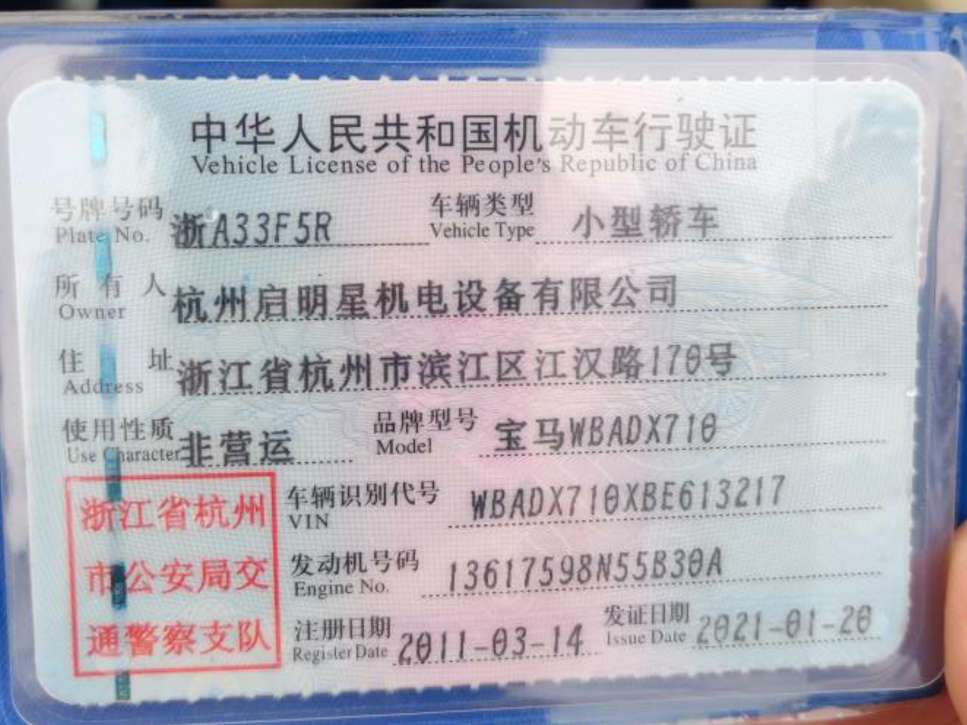 中华人民共和国机动车行驶证
Vehicle License of the People's Republic of China
号牌号码 浙A33F5R 车辆类型 小型轿车
Plate No. Vehicle Type
所有人 杭州启明星机电设备有限公司
Owner
住址 浙江省杭州市滨江区江汉路170号
Address
使用性质 非营运 品牌型号 宝马WBADX710
Use Character Model
车辆识别代号 WBADX710XBE613217
VIN
发动机号码 13617598N55B30A
Engine No.
注册日期 2011-03-14 发证日期 2021-01-20
Register Date Issue Date
浙江省杭州
市公安局交
通警察支队